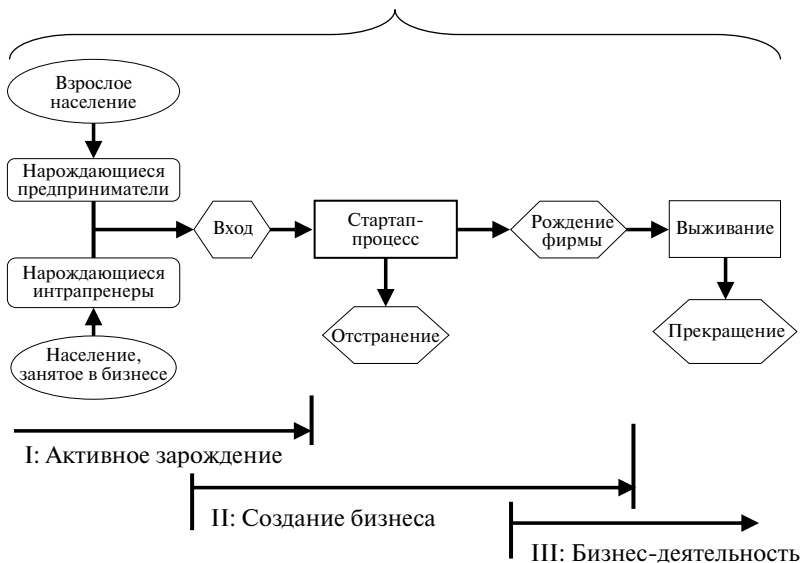 Взрослое
население
Нарождающиеся
предприниматели
Вход
Стартап-
процесс
Рождение
фирмы
Выживание
Нарождающиеся
интрапренеры
Отстранение
Прекращение
Население,
занятое в бизнесе
I: Активное зарождение
II: Создание бизнеса
III: Бизнес-деятельность